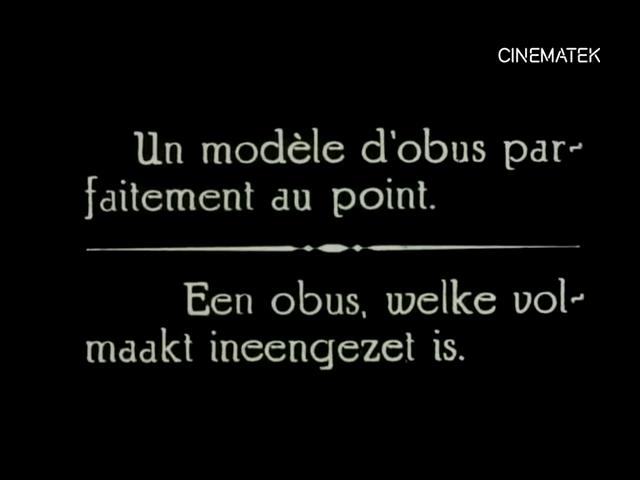 CINEMATEK
Un modèle d'obus par-
faitement au point.
Een obus, welke vol-
maakt ineengezet is.